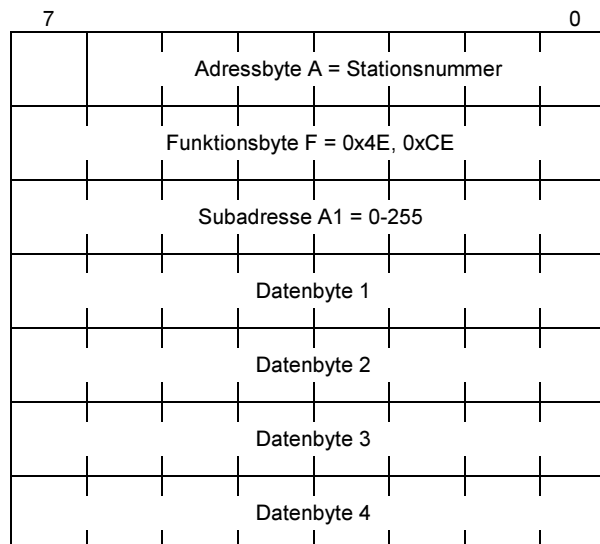 7 0
Adressbyte A = Stationsnummer
Funktionsbyte F = 0x4E, 0xCE
Subadresse A1 = 0-255
Datenbyte 1
Datenbyte 2
Datenbyte 3
Datenbyte 4